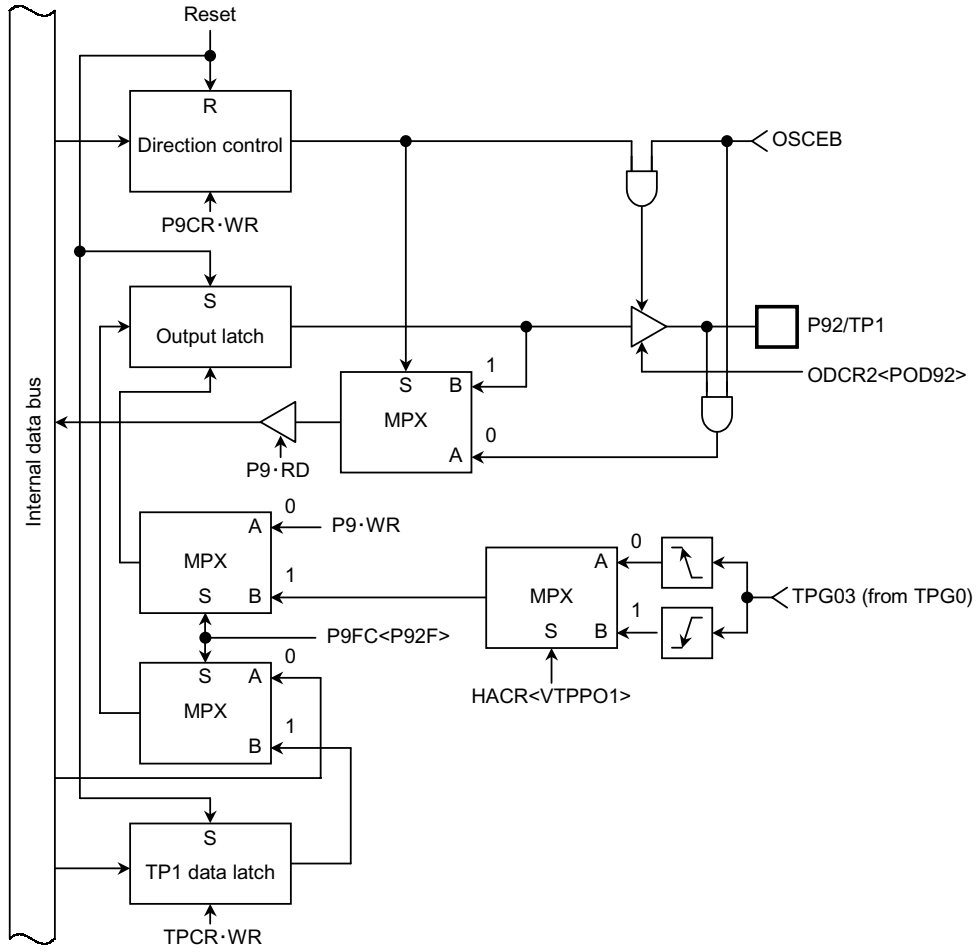 Reset
R
Direction control
OSCEB
P9CR·WR
S
Output latch
P92/TP1
1
S
B
ODCR2<POD92>
MPX
0
A
P9·RD
Internal data bus
0
A
P9·WR
MPX
1
S
B
0
A
MPX
1
S
B
TPG03 (from TPG0)
P9FC<P92F>
HACR<VTPPO1>
0
S
A
MPX
1
B
S
TP1 data latch
TPCR·WR